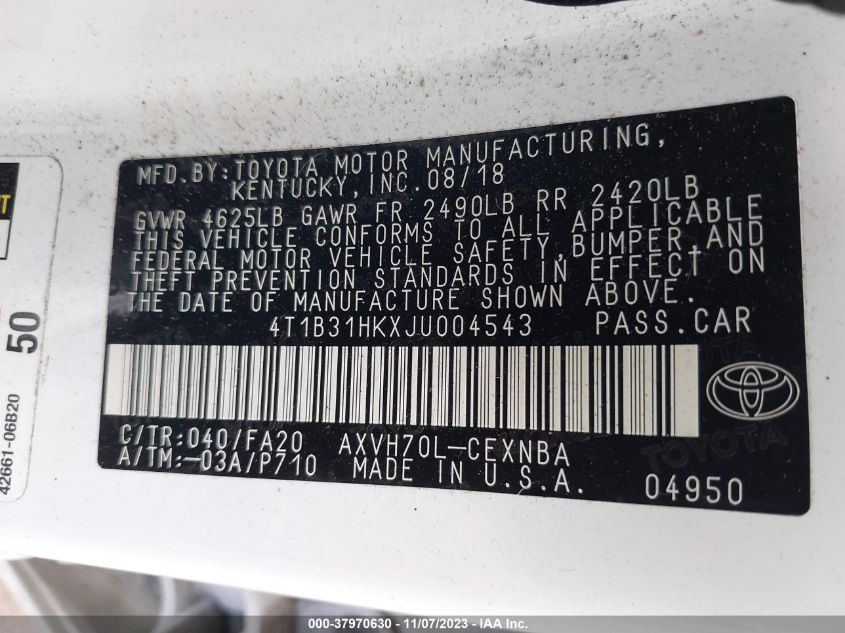 MFD.BY:TOYOTA MOTOR MANUFACTURING,
KENTUCKY, INC. 08/18
GVWR 4625LB GAWR FR 2490LB RR 2420LB
THIS VEHICLE CONFORMS TO ALL APPLICABLE
FEDERAL MOTOR VEHICLE SAFETY, BUMPER, AND
THEFT PREVENTION STANDARDS IN EFFECT ON
THE DATE OF MANUFACTURE SHOWN ABOVE.
4T1B31HKXJU004543 PASS.CAR
C/TR:040/FA20 AXVH70L-CEXNBA
A/TM:-03A/P710 MADE IN U.S.A.
04950
TOYOTA
50
42661-06B20
000-37970630 - 11/07/2023 - IAA Inc.